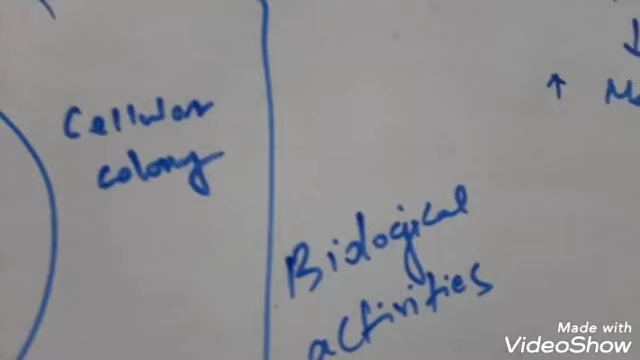 Cellular
colony
Biological
activities
Made with
VideoShow